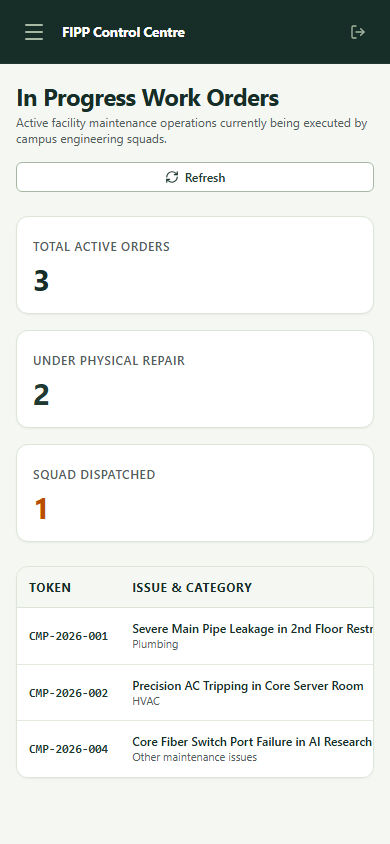 FIPP Control Centre
In Progress Work Orders
Active facility maintenance operations currently being executed by
campus engineering squads.
Refresh
TOTAL ACTIVE ORDERS
3
UNDER PHYSICAL REPAIR
2
SQUAD DISPATCHED
1
TOKEN ISSUE & CATEGORY
CMP-2026-001 Severe Main Pipe Leakage in 2nd Floor Restr
Plumbing
CMP-2026-002 Precision AC Tripping in Core Server Room
HVAC
CMP-2026-004 Core Fiber Switch Port Failure in AI Research
Other maintenance issues